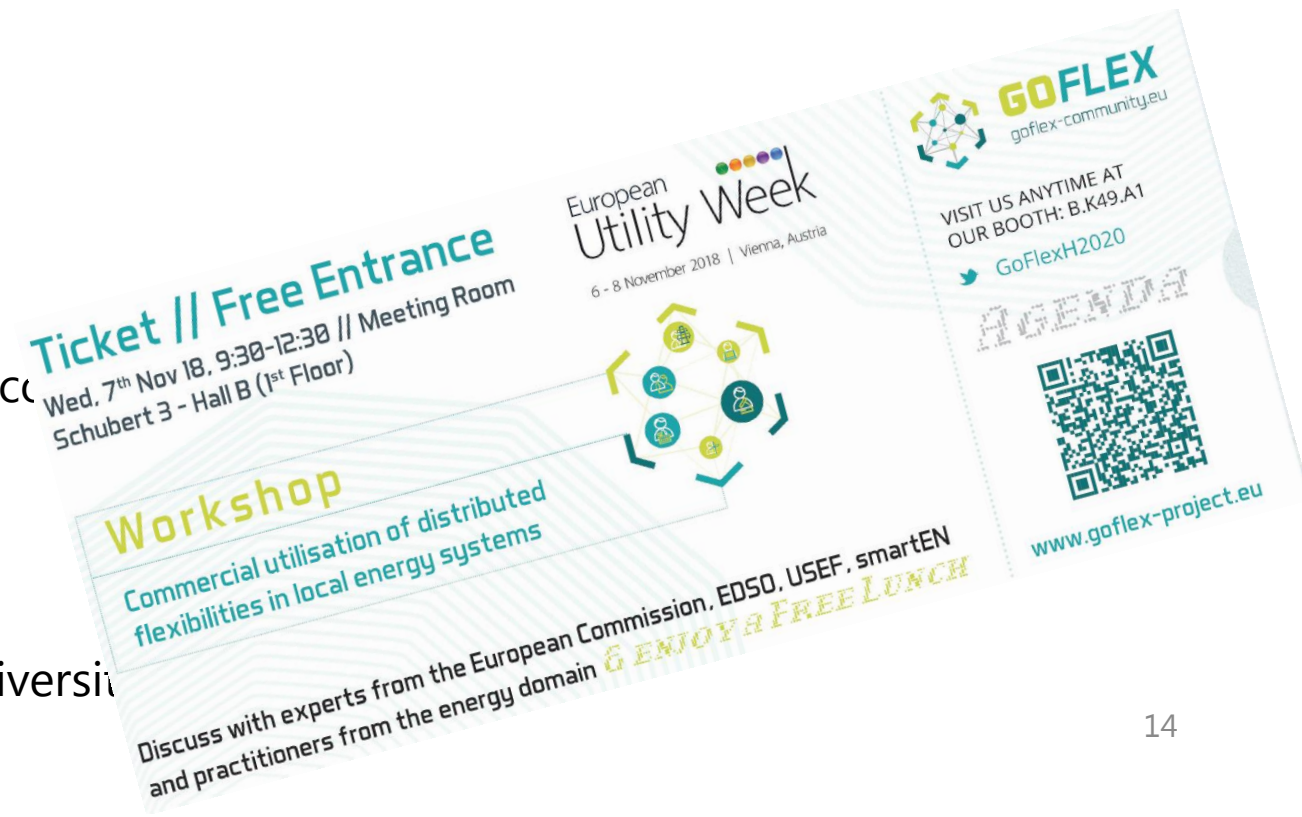 Ticket // Free Entrance
Wed, 7th Nov 18, 9:30-12:30 // Meeting Room
Schubert 3 - Hall B (1st Floor)
Workshop
Commercial utilisation of distributed
flexibilities in local energy systems
Discuss with experts from the European Commission, EDSO, USEF, smartEN
and practitioners from the energy domain & ENJOY A FREE LUNCH
European
Utility Week
6 - 8 November 2018 | Vienna, Austria
GOFLEX
goflex-community.eu
VISIT US ANYTIME AT
OUR BOOTH: B.K49.A1
GoFlexH2020
AGENDA
www.goflex-project.eu
14